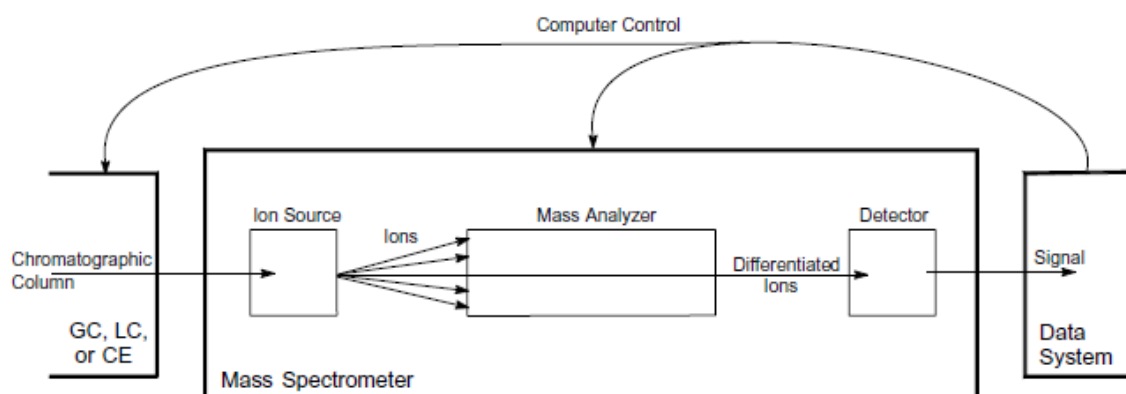 Computer Control
Ion Source
Mass Analyzer
Detector
Ions
Chromatographic
Column
Differentiated
Ions
Signal
GC, LC,
or CE
Data
System
Mass Spectrometer